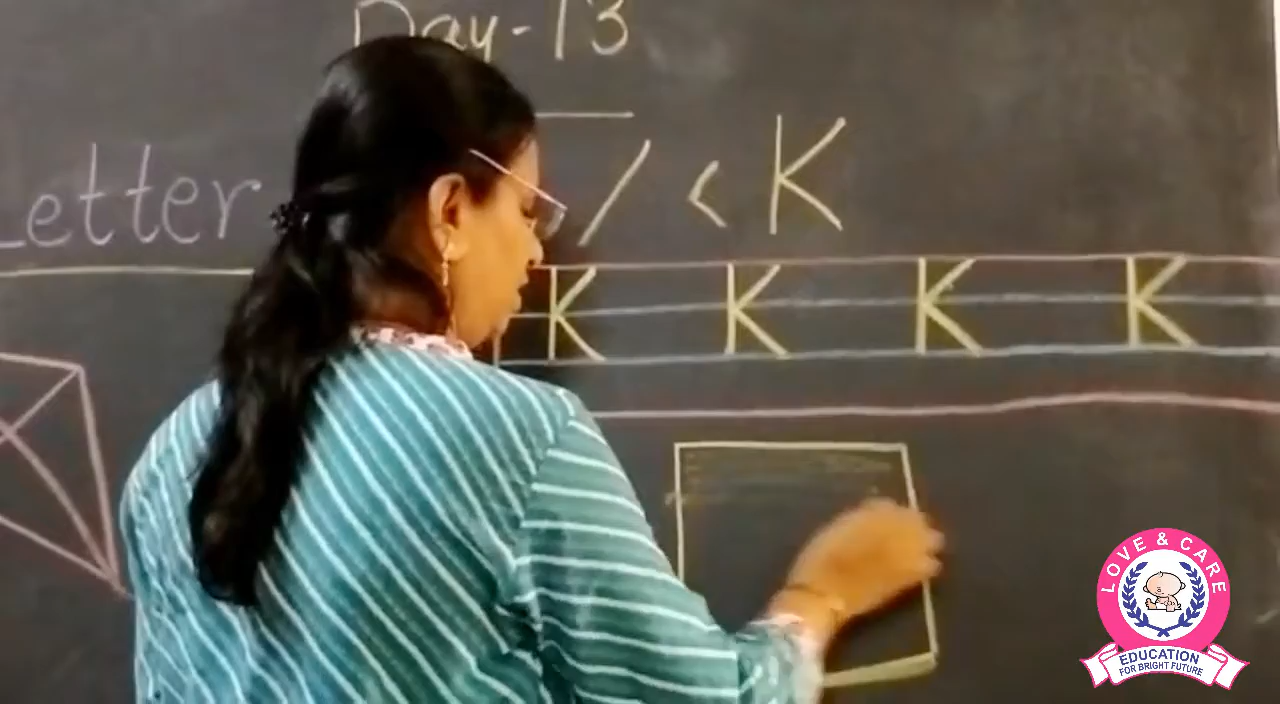 Day-13
Letter / < K
K K K K
LOVE & CARE
EDUCATION
FOR BRIGHT FUTURE